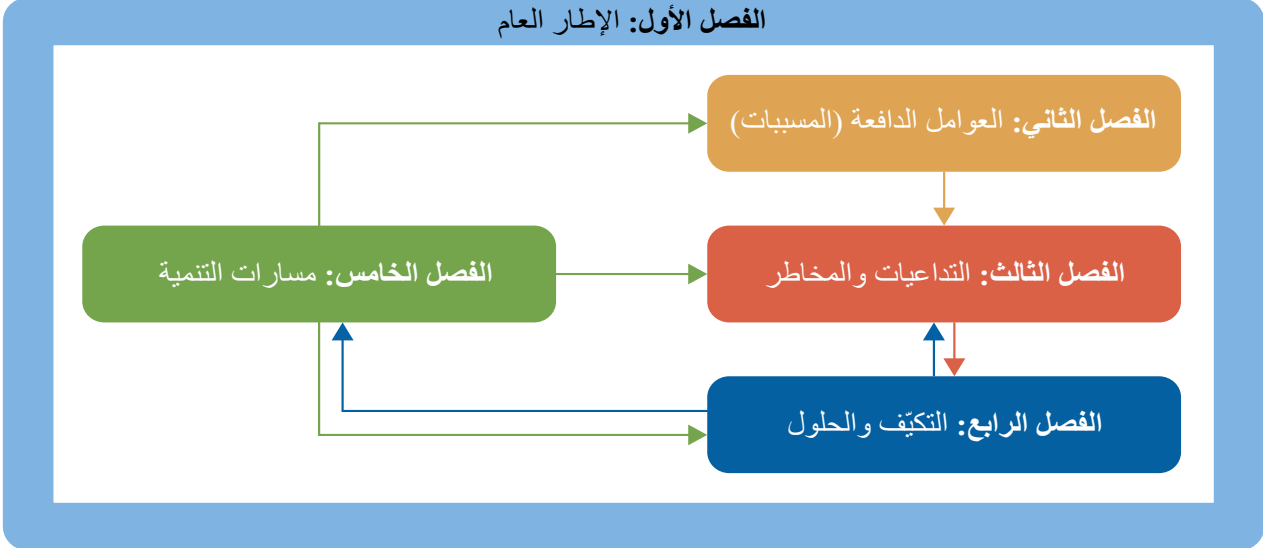 الفصل الأول: الإطار العام
الفصل الثاني: العوامل الدافعة (المسببات)
الفصل الثالث: التداعيات والمخاطر
الفصل الخامس: مسارات التنمية
الفصل الرابع: التكيّف والحلول